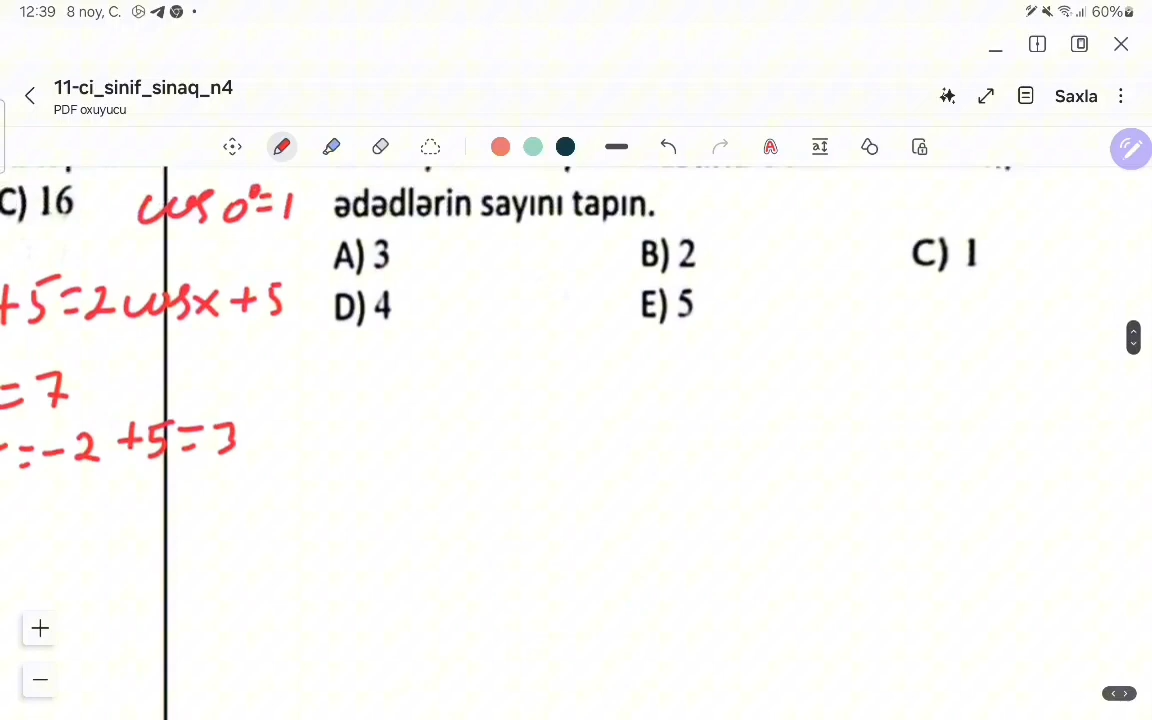 12:39 8 noy, C.
60%
11-ci_sinif_sinaq_n4
PDF oxuyucu
Saxla
C) 16
cos 0°=1
+5=2cosx+5
=7
=-2 +5=3
ədədlərin sayını tapın.
A) 3 B) 2 C) 1
D) 4 E) 5